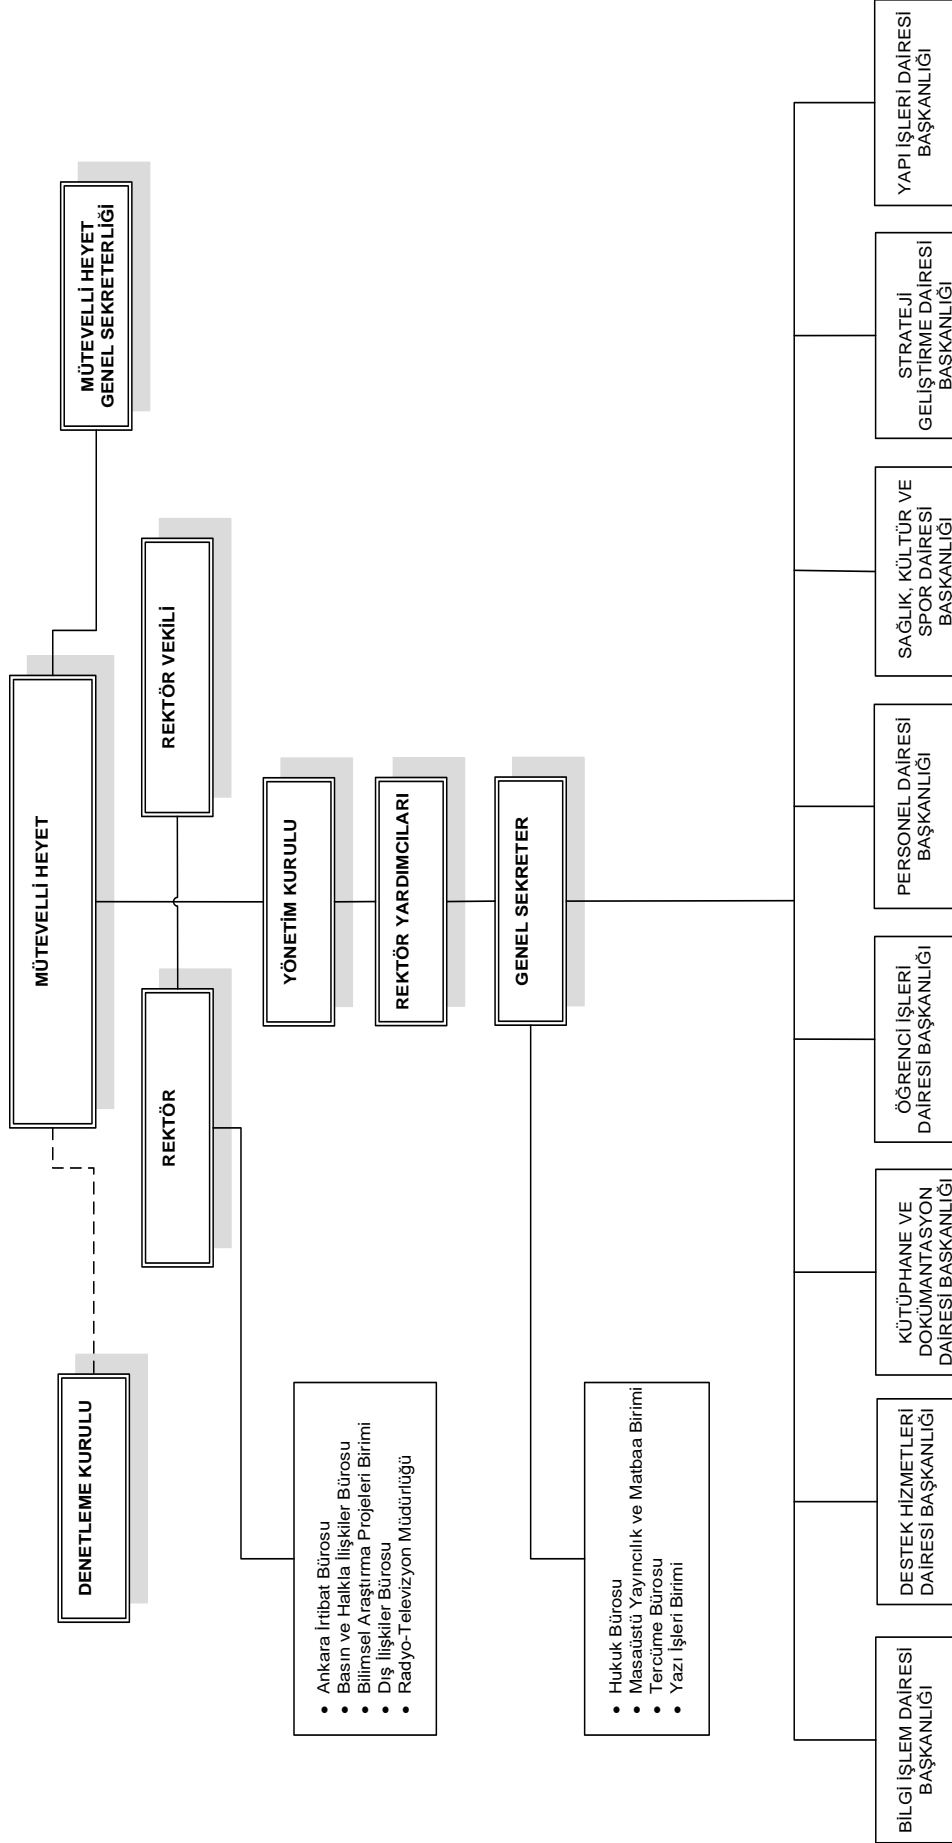 MÜTEVELLİ HEYET
MÜTEVELLİ HEYET
GENEL SEKRETERLİĞİ
DENETLEME KURULU
REKTÖR
REKTÖR VEKİLİ
YÖNETİM KURULU
REKTÖR YARDIMCILARI
GENEL SEKRETER
• Ankara İrtibat Bürosu
• Basın ve Halkla İlişkiler Bürosu
• Bilimsel Araştırma Projeleri Birimi
• Dış İlişkiler Bürosu
• Radyo-Televizyon Müdürlüğü
• Hukuk Bürosu
• Masaüstü Yayıncılık ve Matbaa Birimi
• Tercüme Bürosu
• Yazı İşleri Birimi
BİLGİ İŞLEM DAİRESİ
BAŞKANLIĞI
DESTEK HİZMETLERİ
DAİRESİ BAŞKANLIĞI
KÜTÜPHANE VE
DOKÜMANTASYON
DAİRESİ BAŞKANLIĞI
ÖĞRENCİ İŞLERİ
DAİRESİ BAŞKANLIĞI
PERSONEL DAİRESİ
BAŞKANLIĞI
SAĞLIK, KÜLTÜR VE
SPOR DAİRESİ
BAŞKANLIĞI
STRATEJİ
GELİŞTİRME DAİRESİ
BAŞKANLIĞI
YAPI İŞLERİ DAİRESİ
BAŞKANLIĞI